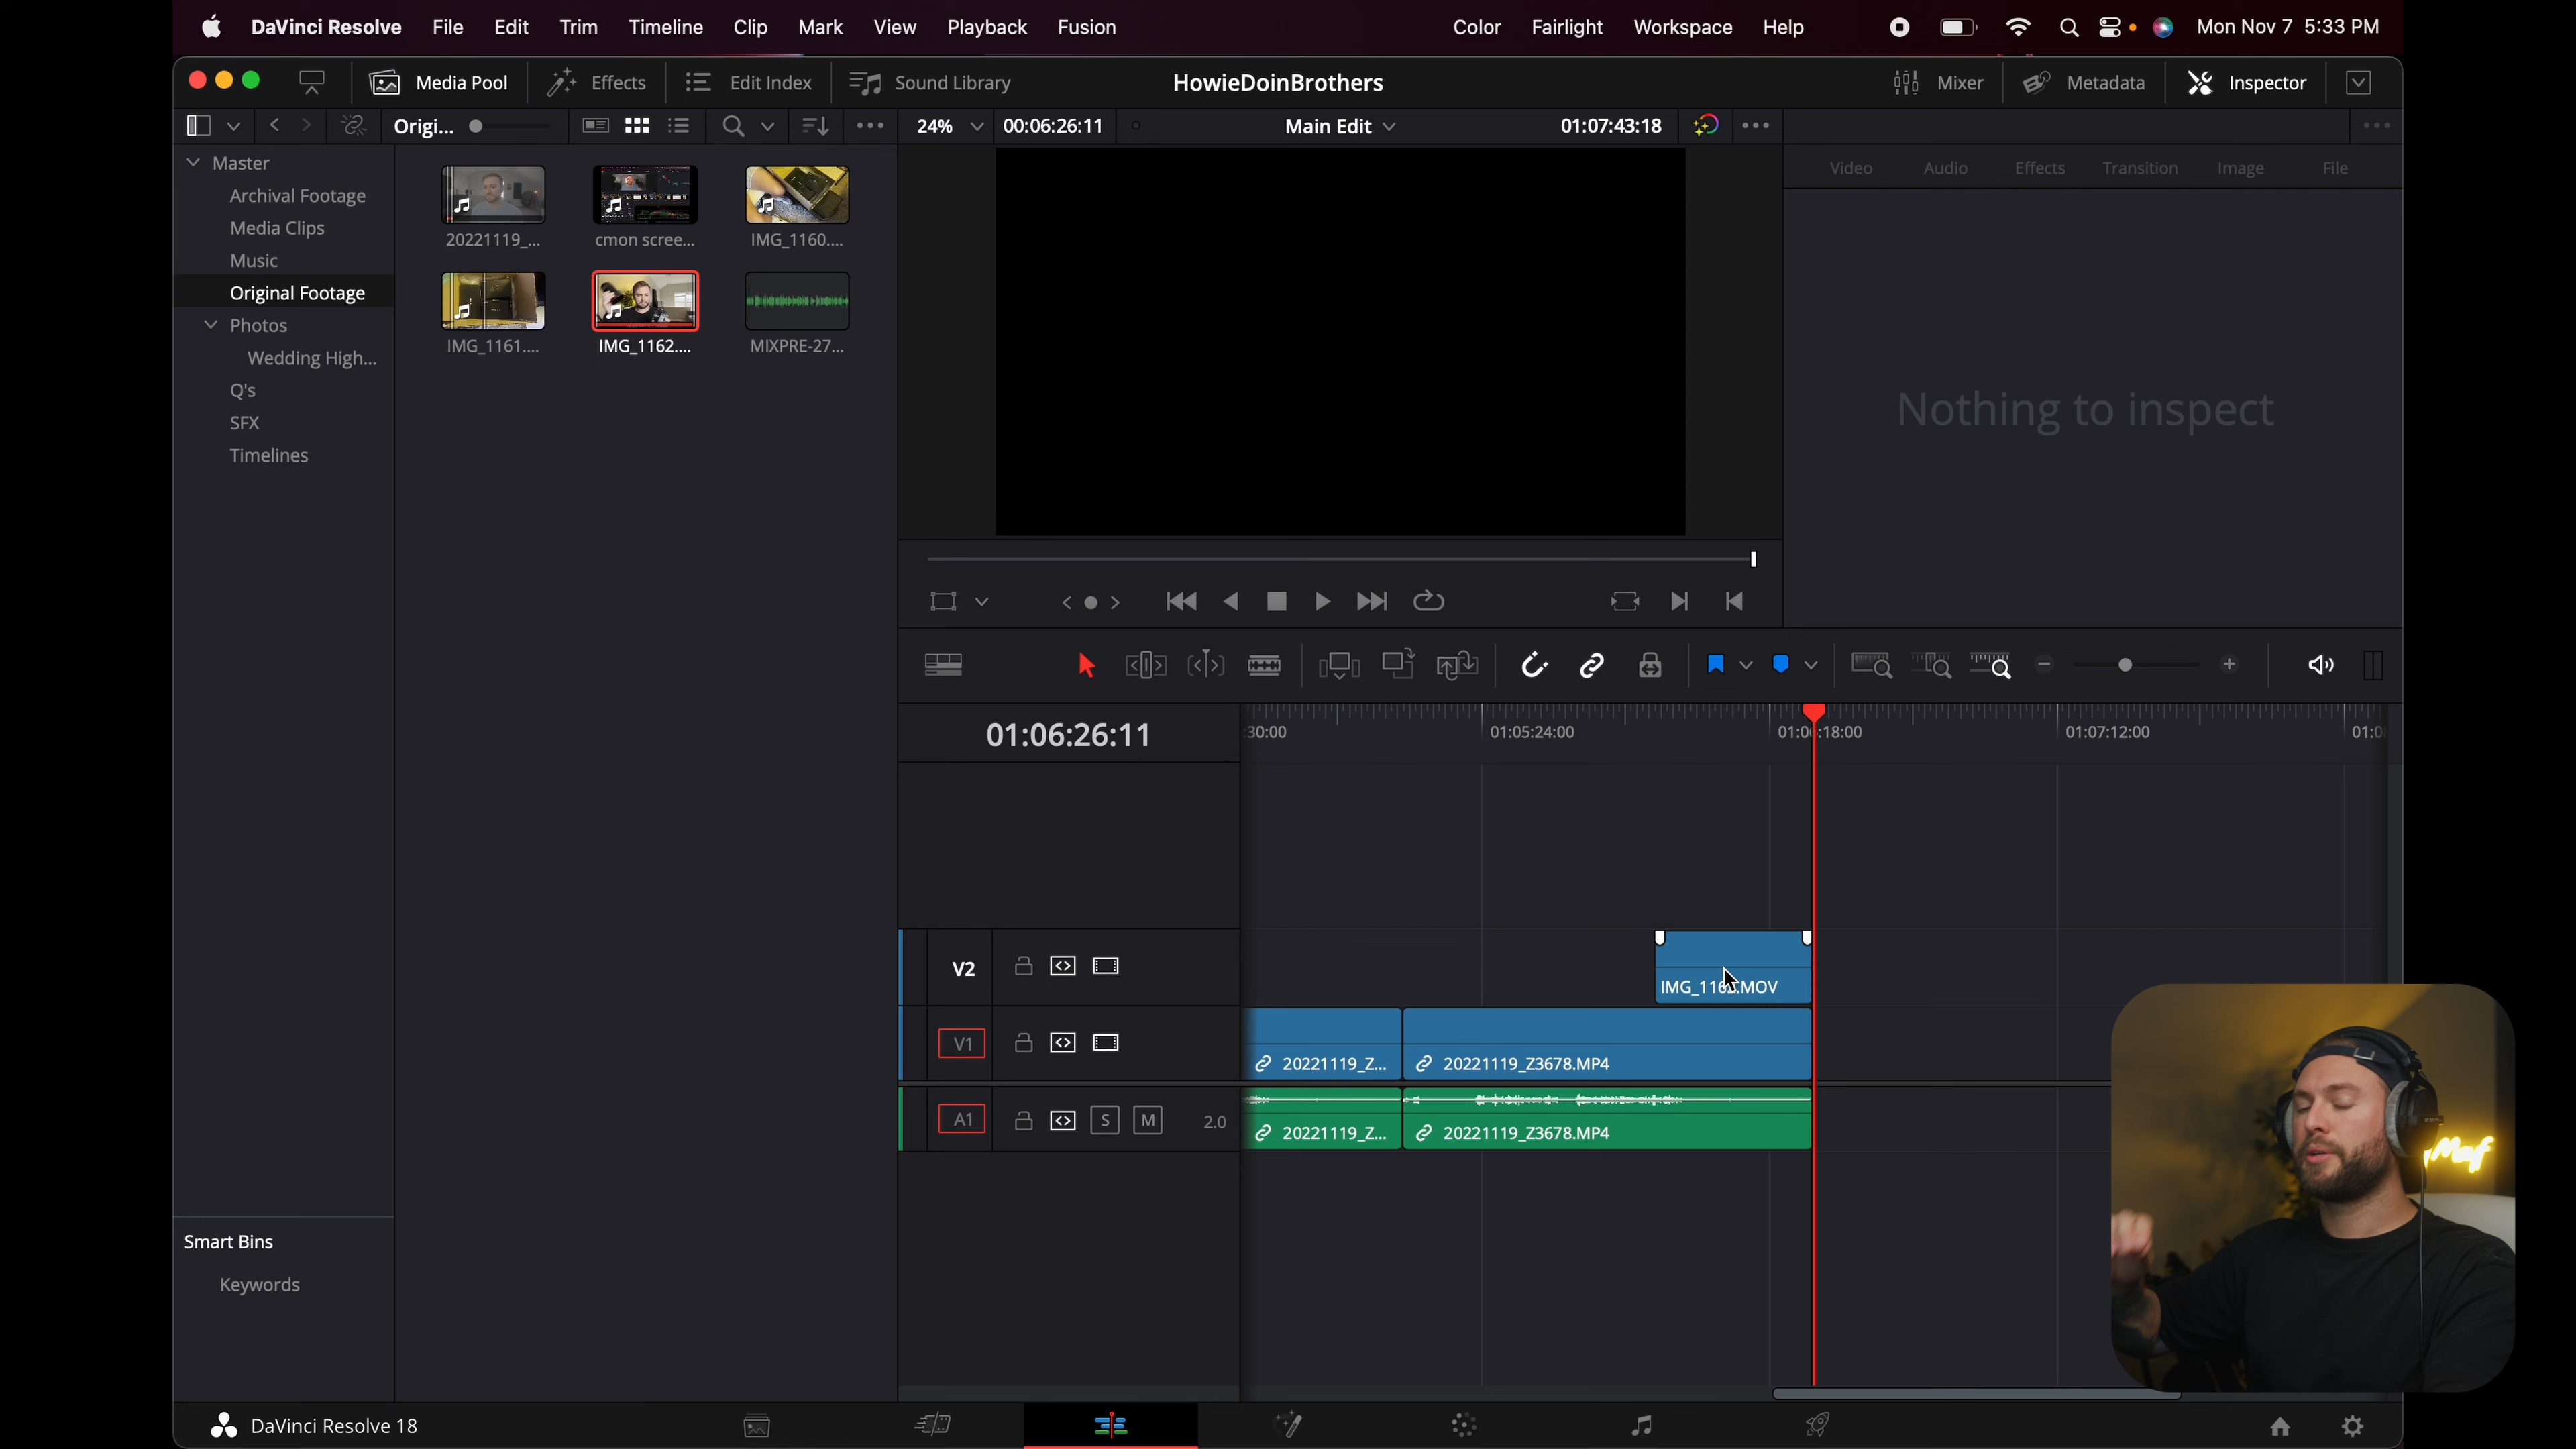 DaVinci Resolve File Edit Trim Timeline Clip Mark View Playback Fusion Color Fairlight Workspace Help Mon Nov 7 5:33 PM
Media Pool Effects Edit Index Sound Library HowieDoinBrothers Mixer Metadata Inspector
Origi... 24% 00:06:26:11 Main Edit 01:07:43:18
Video Audio Effects Transition Image File
Master
Archival Footage
Media Clips
Music
Original Footage
Photos
Wedding High...
Q's
SFX
Timelines
20221119_... cmon scree... IMG_1160....
IMG_1161.... IMG_1162.... MIXPRE-27...
Nothing to inspect
01:06:26:11
:30:00 01:05:24:00 01:06:18:00 01:07:12:00
V2 IMG_1162.MOV
V1 20221119_Z... 20221119_Z3678.MP4
A1 S M 2.0 20221119_Z... 20221119_Z3678.MP4
Smart Bins
Keywords
DaVinci Resolve 18